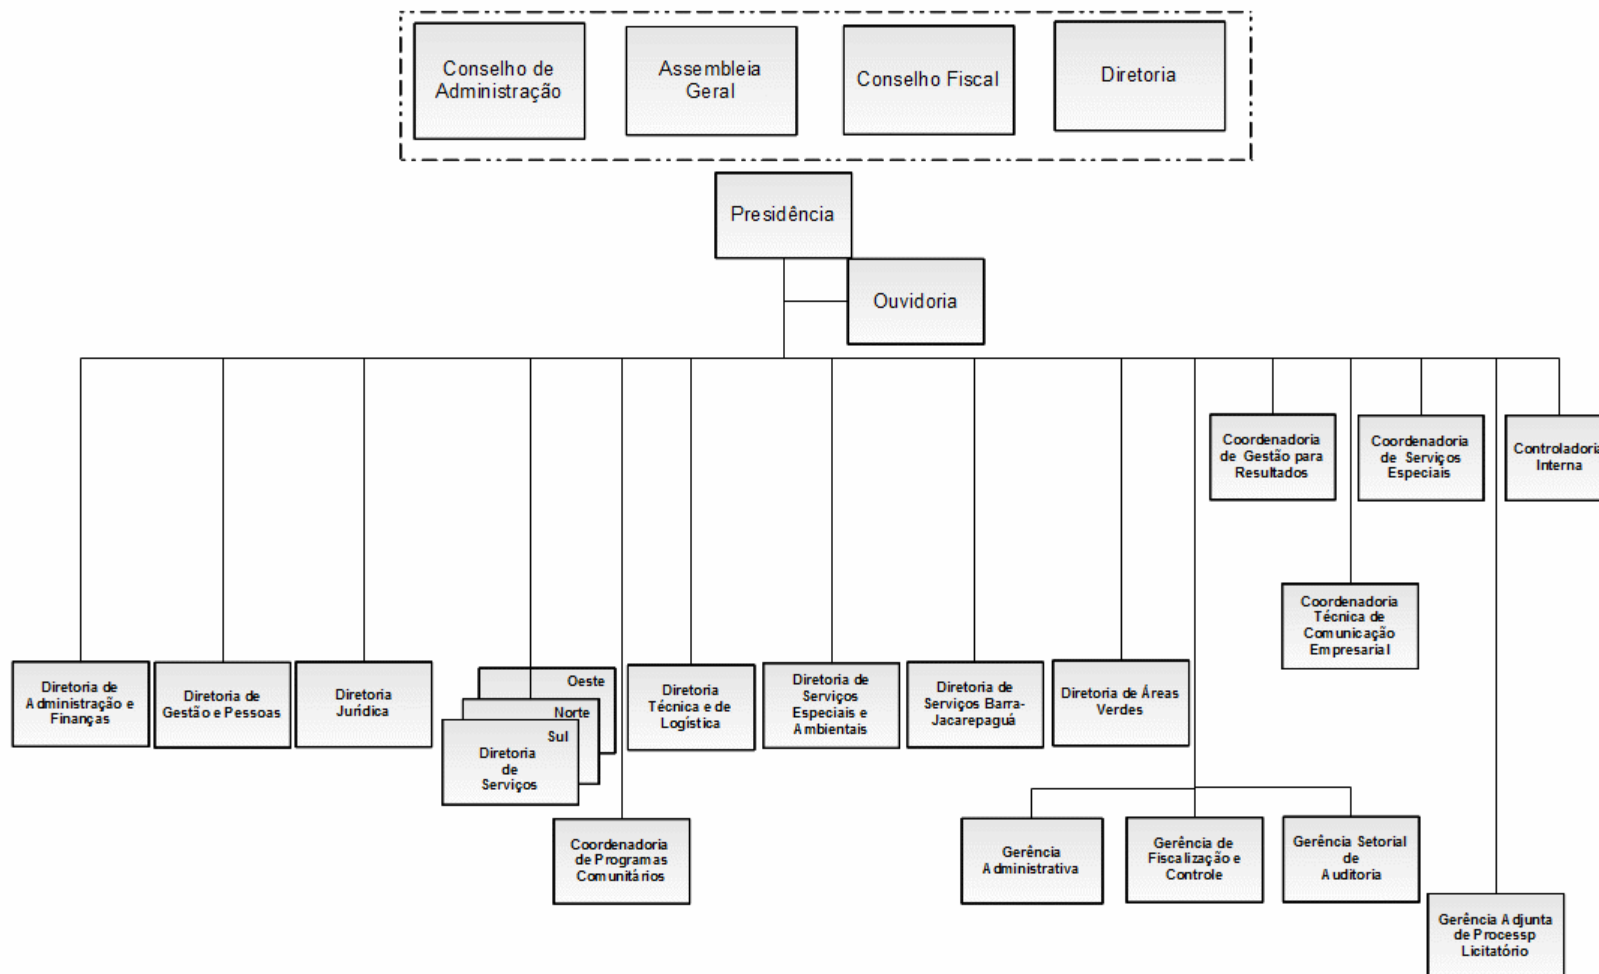 Conselho de
Administração
Assembleia
Geral
Conselho Fiscal
Diretoria
Presidência
Ouvidoria
Coordenadoria
de Gestão para
Resultados
Coordenadoria
de Serviços
Especiais
Controladoria
Interna
Coordenadoria
Técnica de
Comunicação
Empresarial
Diretoria de
Administração e
Finanças
Diretoria de
Gestão e Pessoas
Diretoria
Jurídica
Oeste
Norte
Sul
Diretoria
de
Serviços
Diretoria
Técnica e de
Logística
Diretoria de
Serviços
Especiais e
Ambientais
Diretoria de
Serviços Barra-
Jacarepaguá
Diretoria de Áreas
Verdes
Coordenadoria
de Programas
Comunitários
Gerência
Administrativa
Gerência de
Fiscalização e
Controle
Gerência Setorial
de
Auditoria
Gerência Adjunta
de Processp
Licitatório